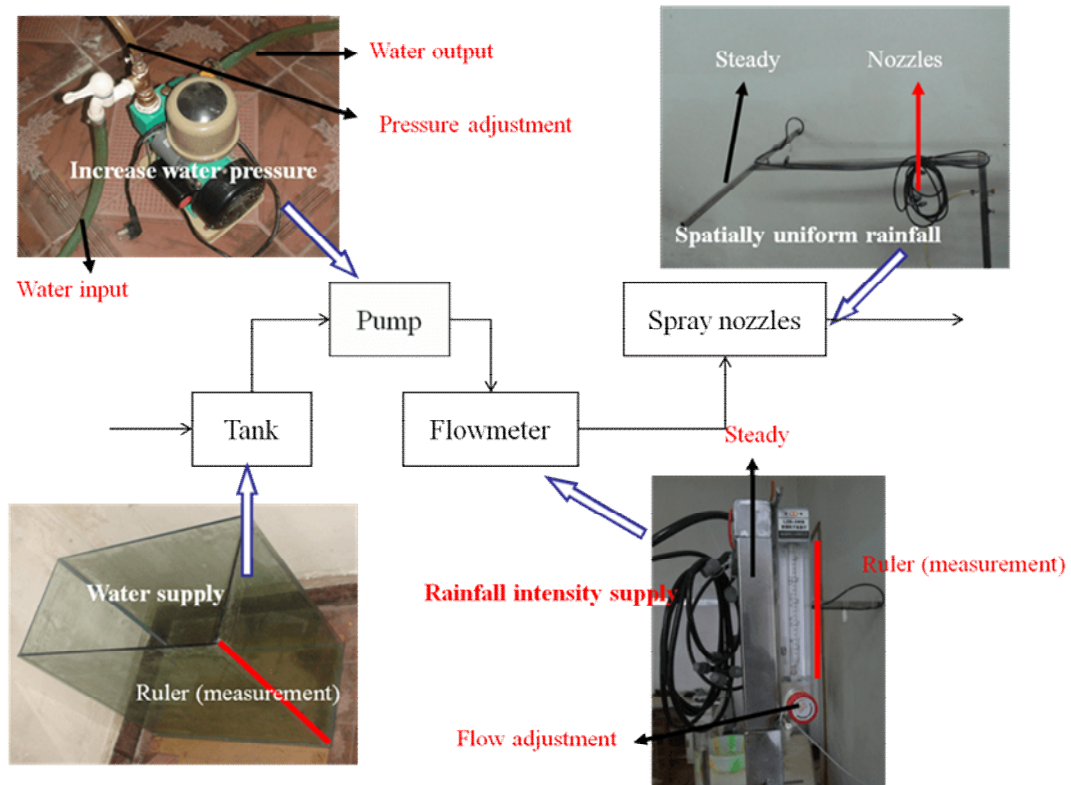 Water output
Pressure adjustment
Increase water pressure
Water input
Steady
Nozzles
Spatially uniform rainfall
Pump
Spray nozzles
Tank
Flowmeter
Steady
Water supply
Ruler (measurement)
Rainfall intensity supply
Ruler (measurement)
Flow adjustment